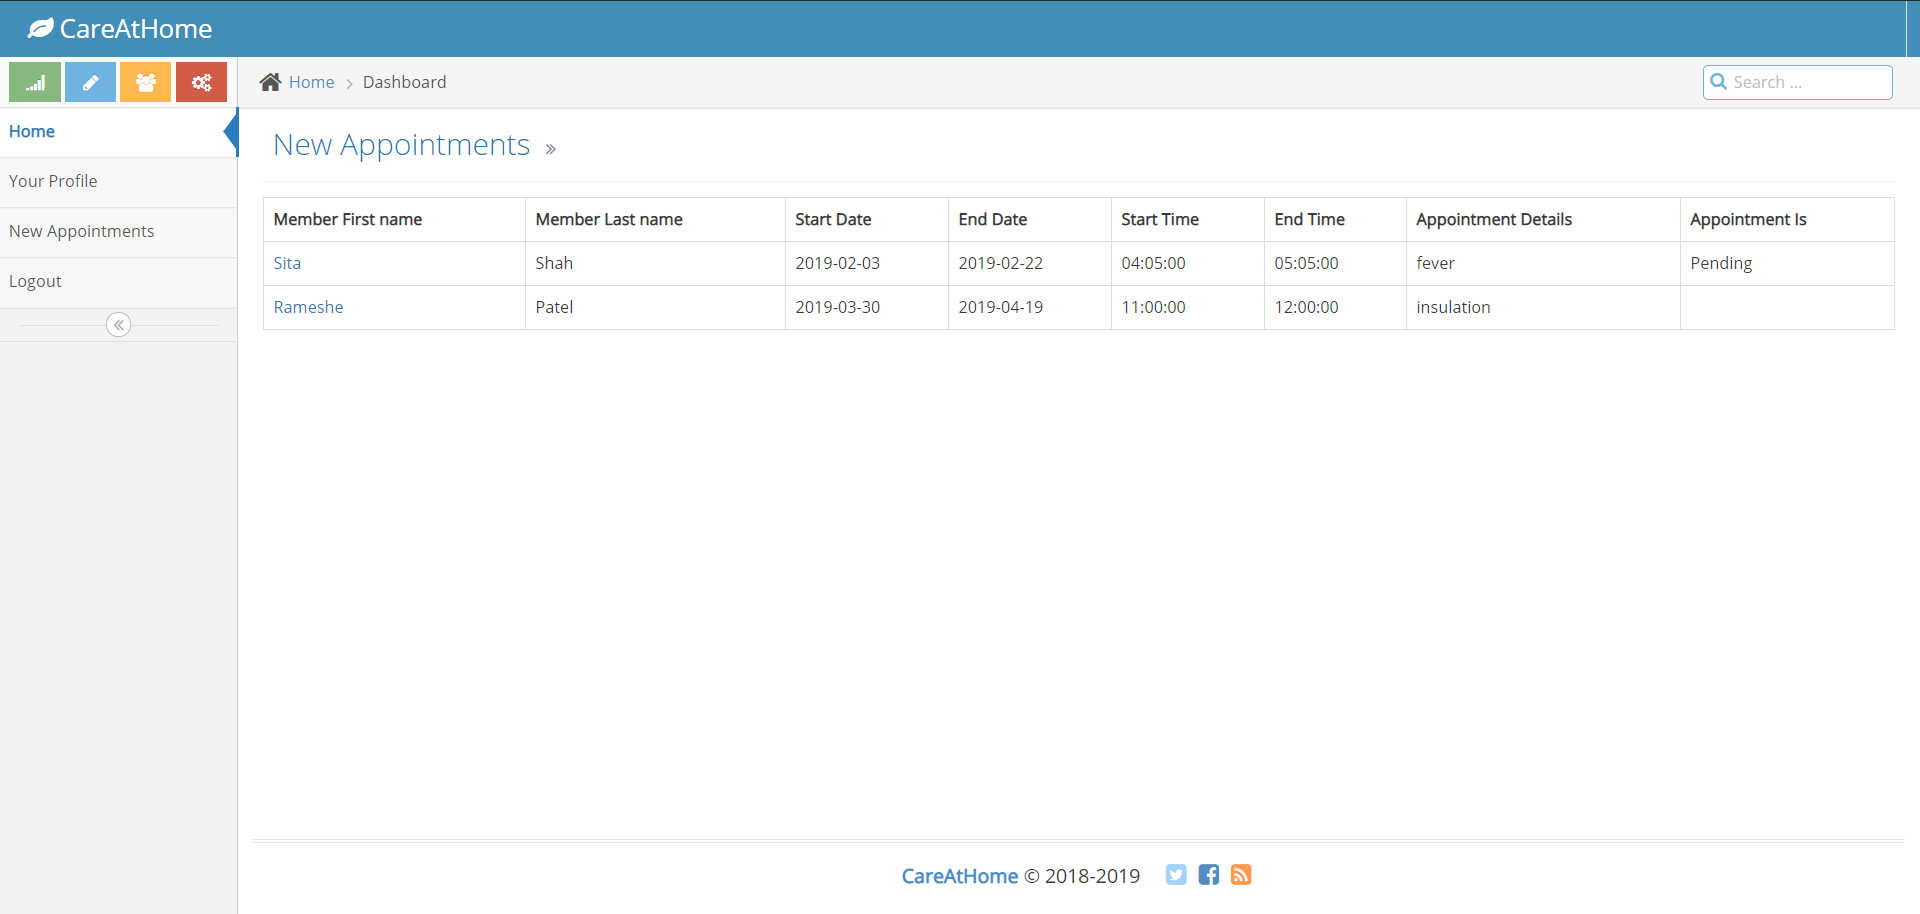 CareAtHome
Home Dashboard
Search ...
Home
Your Profile
New Appointments
Logout
New Appointments »
Member First name Member Last name Start Date End Date Start Time End Time Appointment Details Appointment Is
Sita Shah 2019-02-03 2019-02-22 04:05:00 05:05:00 fever Pending
Rameshe Patel 2019-03-30 2019-04-19 11:00:00 12:00:00 insulation
CareAtHome © 2018-2019